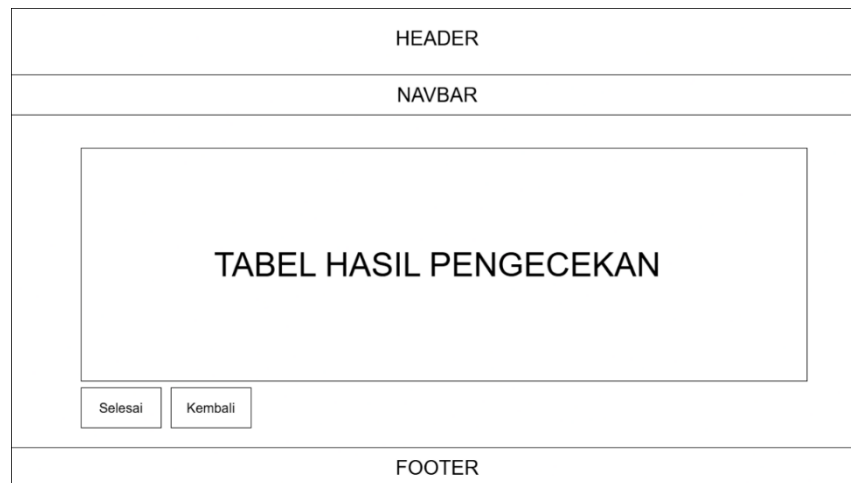 HEADER
NAVBAR
TABEL HASIL PENGECEKAN
Selesai
Kembali
FOOTER